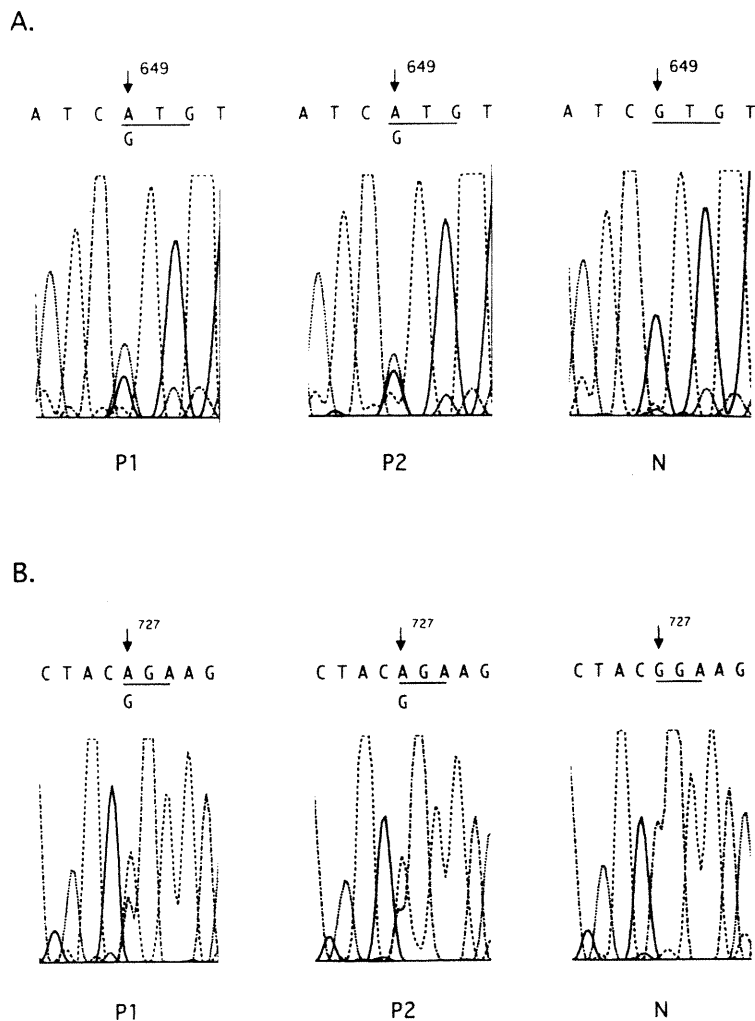 A.
649 649 649
A T C A T G T A T C A T G T A T C G T G T
G G
P1 P2 N
B.
727 727 727
C T A C A G A A G C T A C A G A A G C T A C G G A A G
G G
P1 P2 N